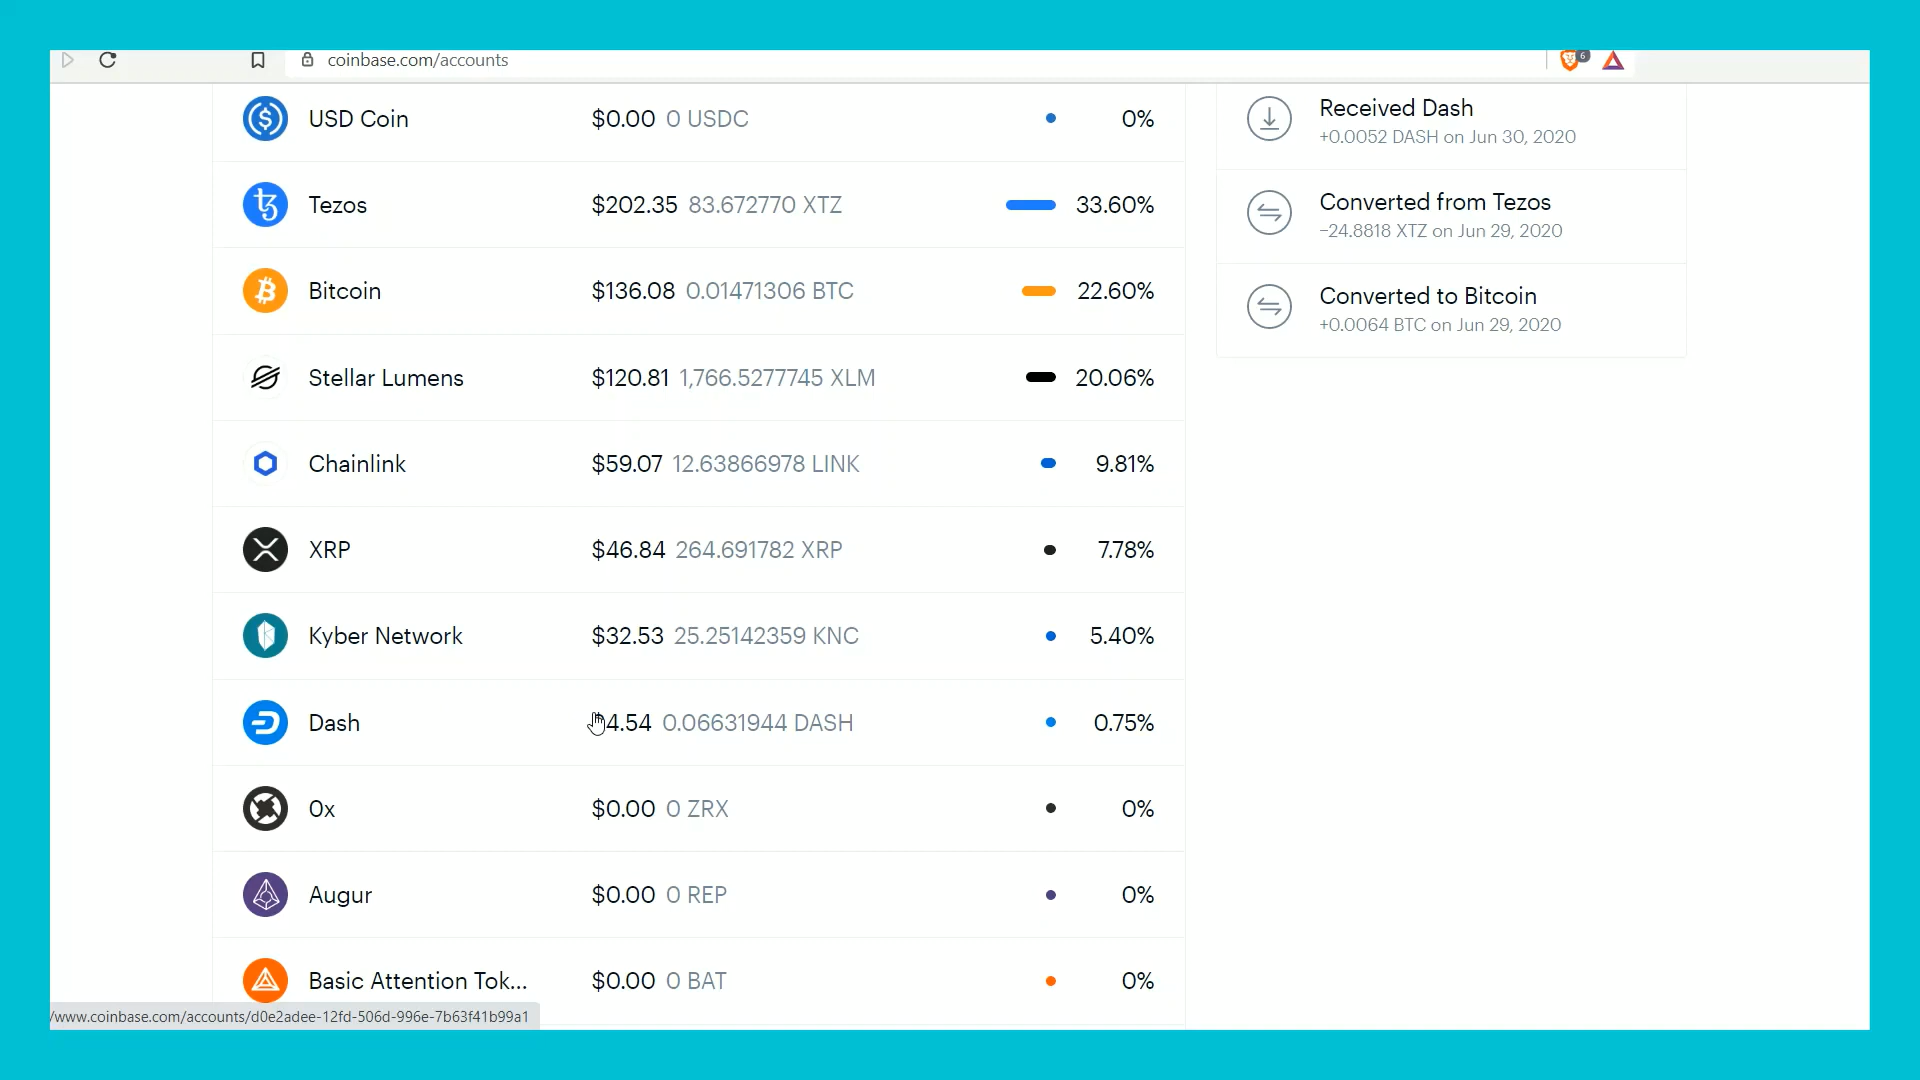 coinbase.com/accounts
6
USD Coin $0.00 0 USDC 0%
Tezos $202.35 83.672770 XTZ 33.60%
Bitcoin $136.08 0.01471306 BTC 22.60%
Stellar Lumens $120.81 1,766.5277745 XLM 20.06%
Chainlink $59.07 12.63866978 LINK 9.81%
XRP $46.84 264.691782 XRP 7.78%
Kyber Network $32.53 25.25142359 KNC 5.40%
Dash 4.54 0.06631944 DASH 0.75%
0x $0.00 0 ZRX 0%
Augur $0.00 0 REP 0%
Basic Attention Tok... $0.00 0 BAT 0%
/www.coinbase.com/accounts/d0e2adee-12fd-506d-996e-7b63f41b99a1
Received Dash
+0.0052 DASH on Jun 30, 2020
Converted from Tezos
−24.8818 XTZ on Jun 29, 2020
Converted to Bitcoin
+0.0064 BTC on Jun 29, 2020